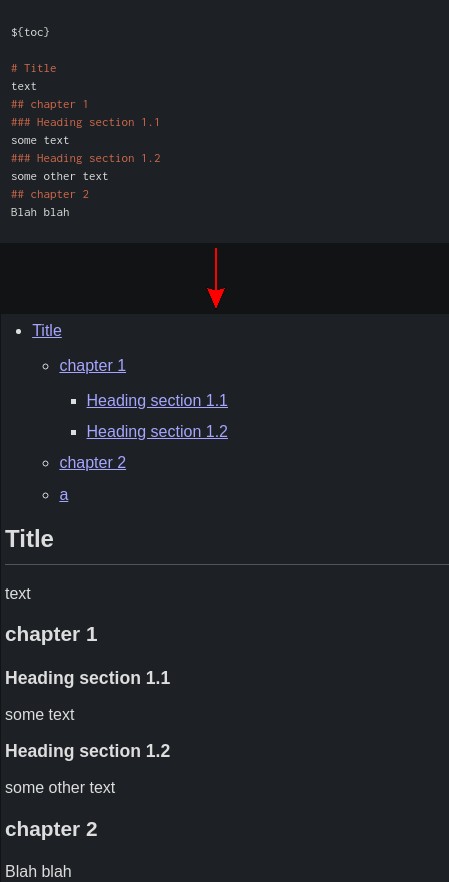 ${toc}
# Title
text
## chapter 1
### Heading section 1.1
some text
### Heading section 1.2
some other text
## chapter 2
Blah blah
Title
chapter 1
Heading section 1.1
Heading section 1.2
chapter 2
a
Title
text
chapter 1
Heading section 1.1
some text
Heading section 1.2
some other text
chapter 2
Blah blah